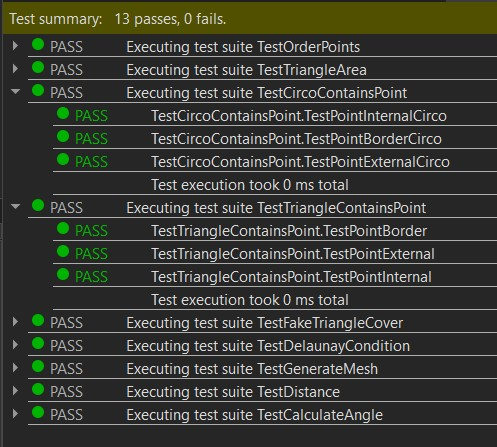 Test summary: 13 passes, 0 fails.
PASS Executing test suite TestOrderPoints
PASS Executing test suite TestTriangleArea
PASS Executing test suite TestCircoContainsPoint
PASS TestCircoContainsPoint.TestPointInternalCirco
PASS TestCircoContainsPoint.TestPointBorderCirco
PASS TestCircoContainsPoint.TestPointExternalCirco
Test execution took 0 ms total
PASS Executing test suite TestTriangleContainsPoint
PASS TestTriangleContainsPoint.TestPointBorder
PASS TestTriangleContainsPoint.TestPointExternal
PASS TestTriangleContainsPoint.TestPointInternal
Test execution took 0 ms total
PASS Executing test suite TestFakeTriangleCover
PASS Executing test suite TestDelaunayCondition
PASS Executing test suite TestGenerateMesh
PASS Executing test suite TestDistance
PASS Executing test suite TestCalculateAngle